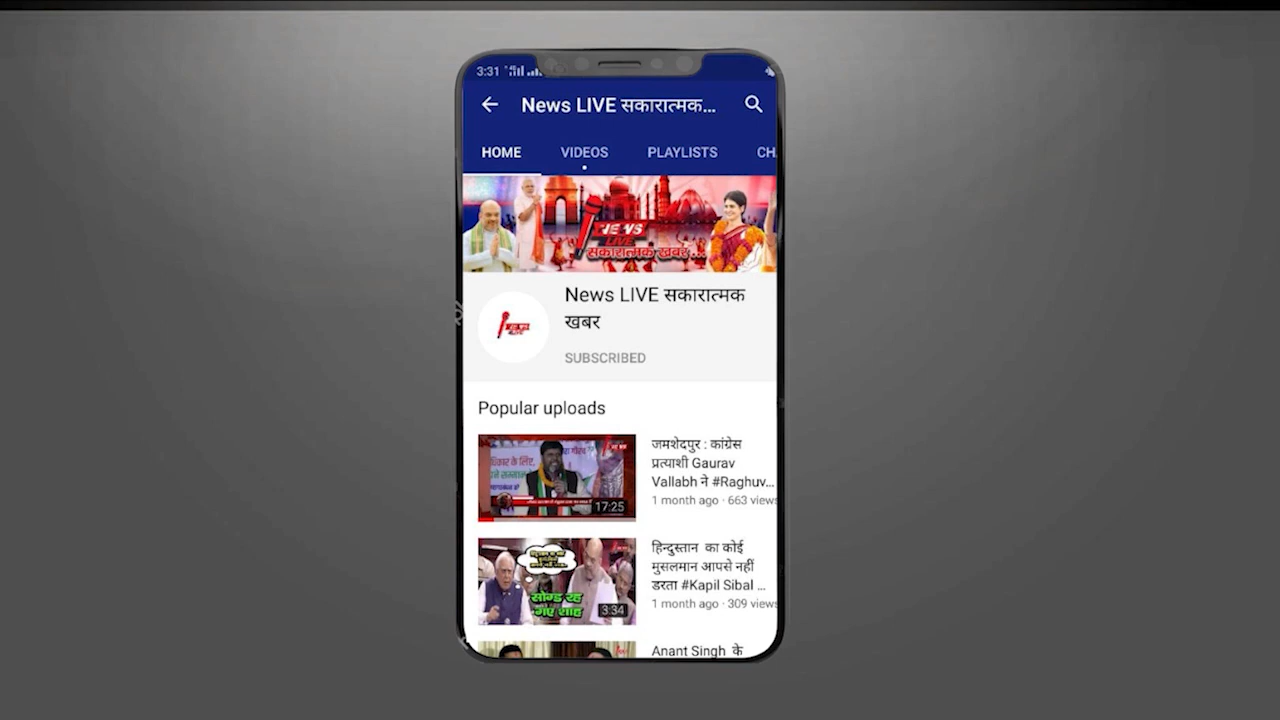 3:31
News LIVE सकारात्मक...
HOME VIDEOS PLAYLISTS CH
NEWS
LIVE
सकारात्मक खबर ...
News LIVE सकारात्मक
खबर
SUBSCRIBED
Popular uploads
17:25
जमशेदपुर : कांग्रेस
प्रत्याशी Gaurav
Vallabh ने #Raghuv...
1 month ago · 663 views
सोण्ड रह
गए शाह
3:34
हिन्दुस्तान का कोई
मुसलमान आपसे नहीं
डरता #Kapil Sibal ...
1 month ago · 309 views
Anant Singh के